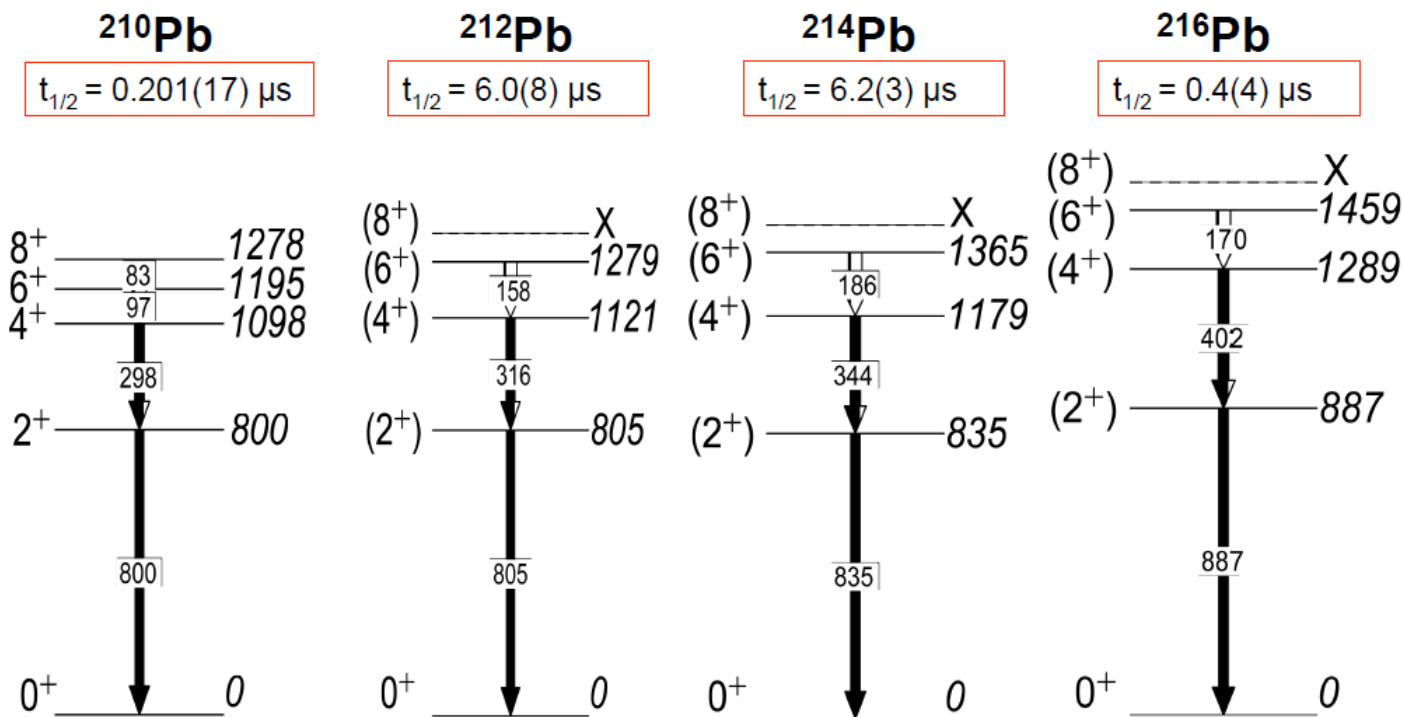 ²¹⁰Pb
t₁/₂ = 0.201(17) μs
8⁺ 1278
83
6⁺ 1195
97
4⁺ 1098
298
2⁺ 800
800
0⁺ 0
²¹²Pb
t₁/₂ = 6.0(8) μs
(8⁺) X
(6⁺) 1279
158
(4⁺) 1121
316
(2⁺) 805
805
0⁺ 0
²¹⁴Pb
t₁/₂ = 6.2(3) μs
(8⁺) X
(6⁺) 1365
186
(4⁺) 1179
344
(2⁺) 835
835
0⁺ 0
²¹⁶Pb
t₁/₂ = 0.4(4) μs
(8⁺) X
(6⁺) 1459
170
(4⁺) 1289
402
(2⁺) 887
887
0⁺ 0